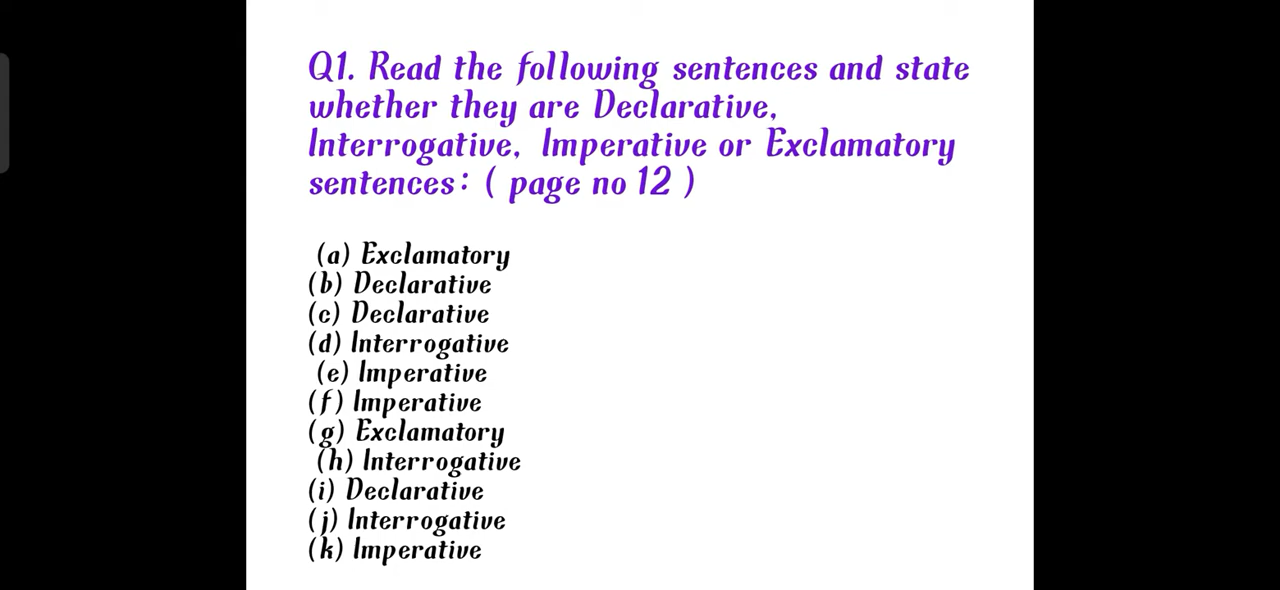 Q1. Read the following sentences and state
whether they are Declarative,
Interrogative, Imperative or Exclamatory
sentences: ( page no 12 )
(a) Exclamatory
(b) Declarative
(c) Declarative
(d) Interrogative
(e) Imperative
(f) Imperative
(g) Exclamatory
(h) Interrogative
(i) Declarative
(j) Interrogative
(k) Imperative